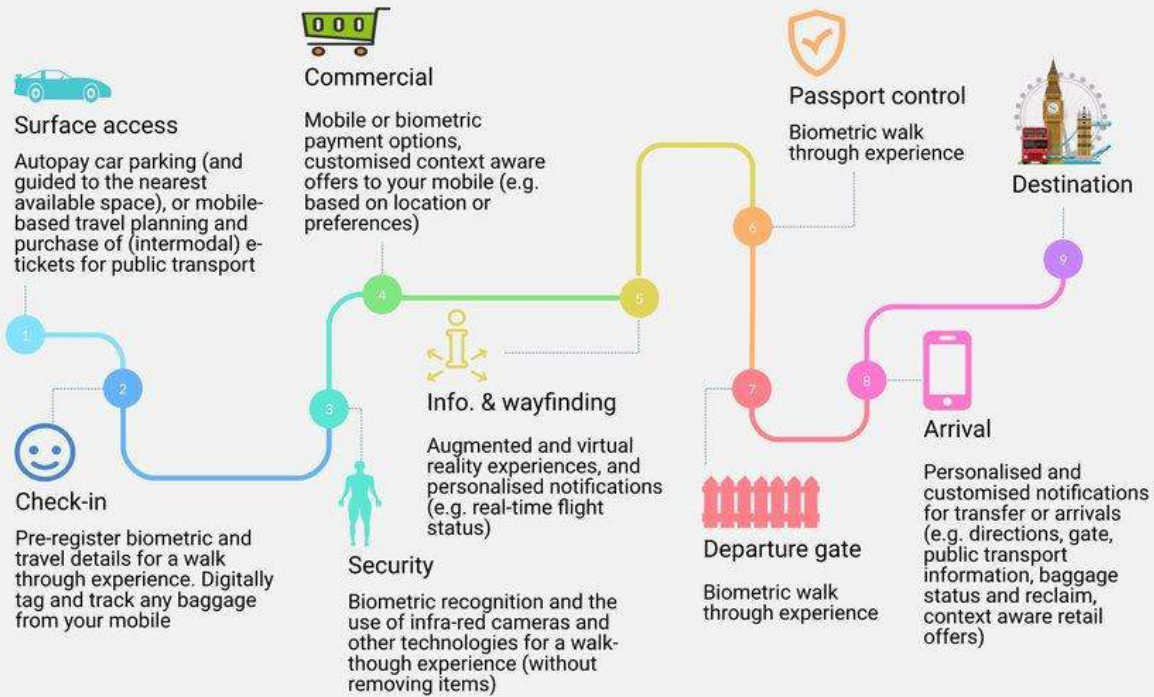 1
Surface access
Autopay car parking (and
guided to the nearest
available space), or mobile-
based travel planning and
purchase of (intermodal) e-
tickets for public transport
2
Check-in
Pre-register biometric and
travel details for a walk
through experience. Digitally
tag and track any baggage
from your mobile
3
Security
Biometric recognition and the
use of infra-red cameras and
other technologies for a walk-
though experience (without
removing items)
000
4
Commercial
Mobile or biometric
payment options,
customised context aware
offers to your mobile (e.g.
based on location or
preferences)
5
Info. & wayfinding
Augmented and virtual
reality experiences, and
personalised notifications
(e.g. real-time flight
status)
6
Passport control
Biometric walk
through experience
7
Departure gate
Biometric walk
through experience
8
Arrival
Personalised and
customised notifications
for transfer or arrivals
(e.g. directions, gate,
public transport
information, baggage
status and reclaim,
context aware retail
offers)
9
Destination